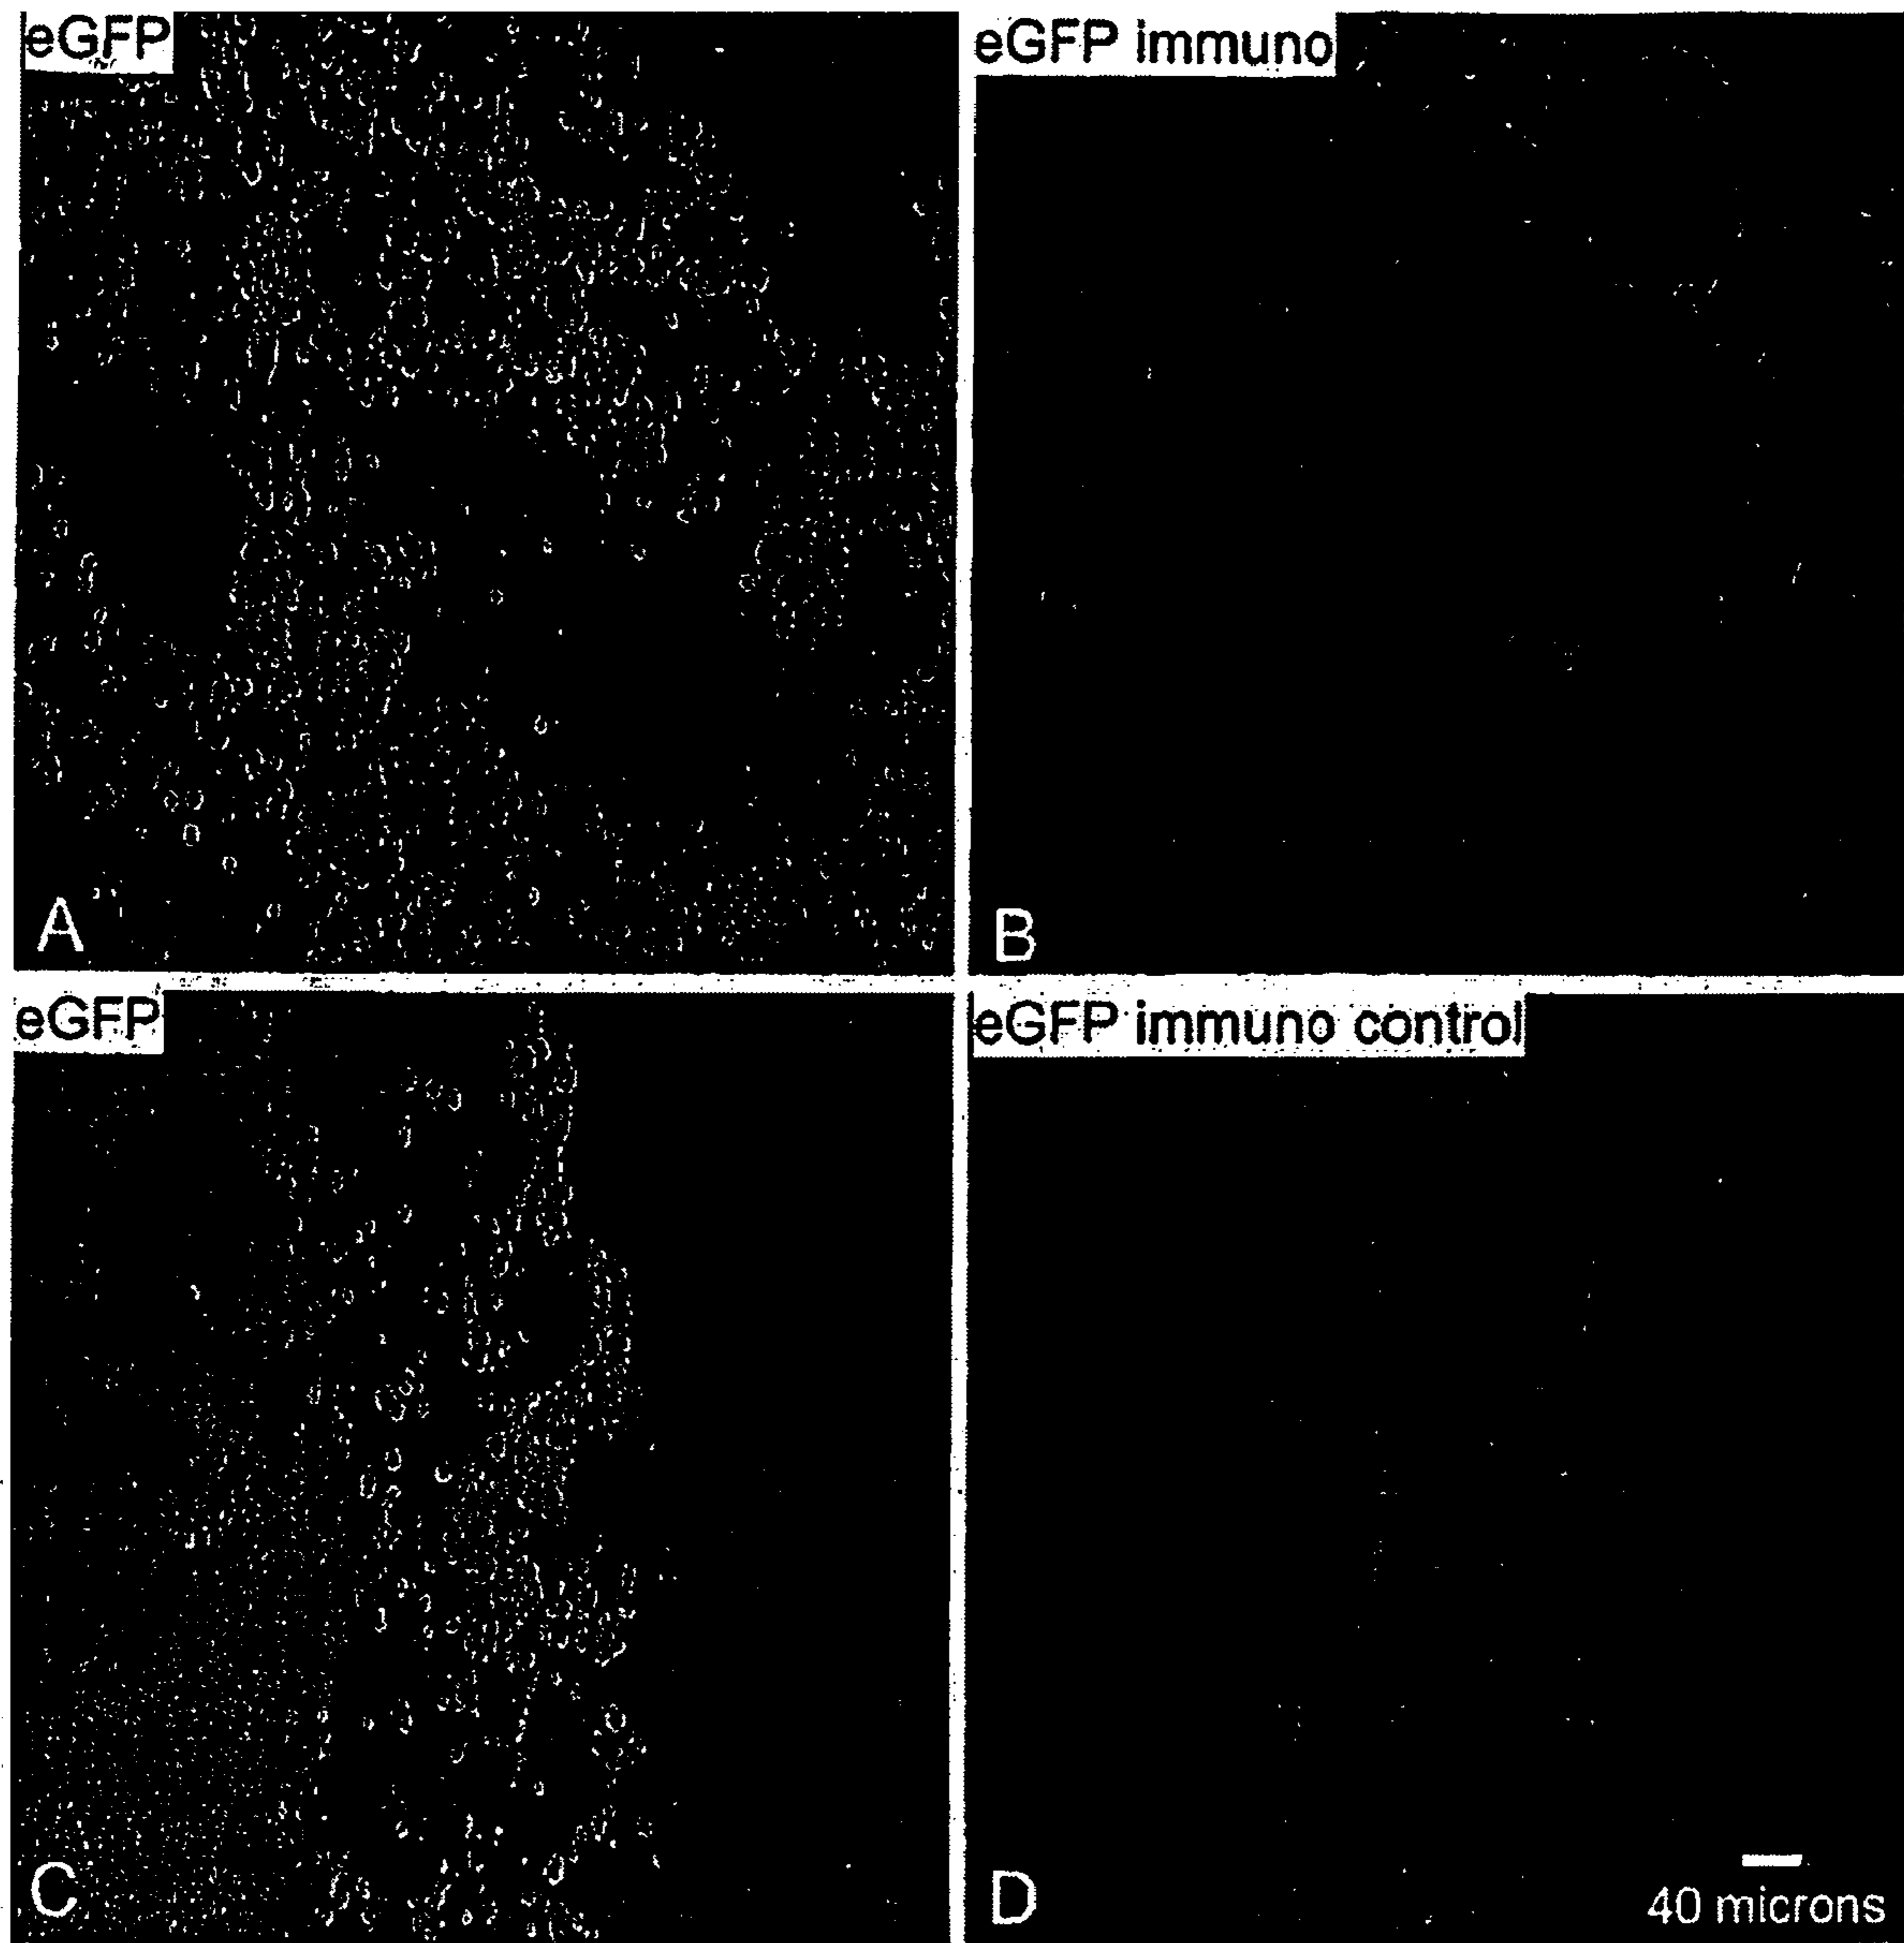 eGFP
eGFP immuno
A
B
eGFP
eGFP immuno control
C
D
40 microns